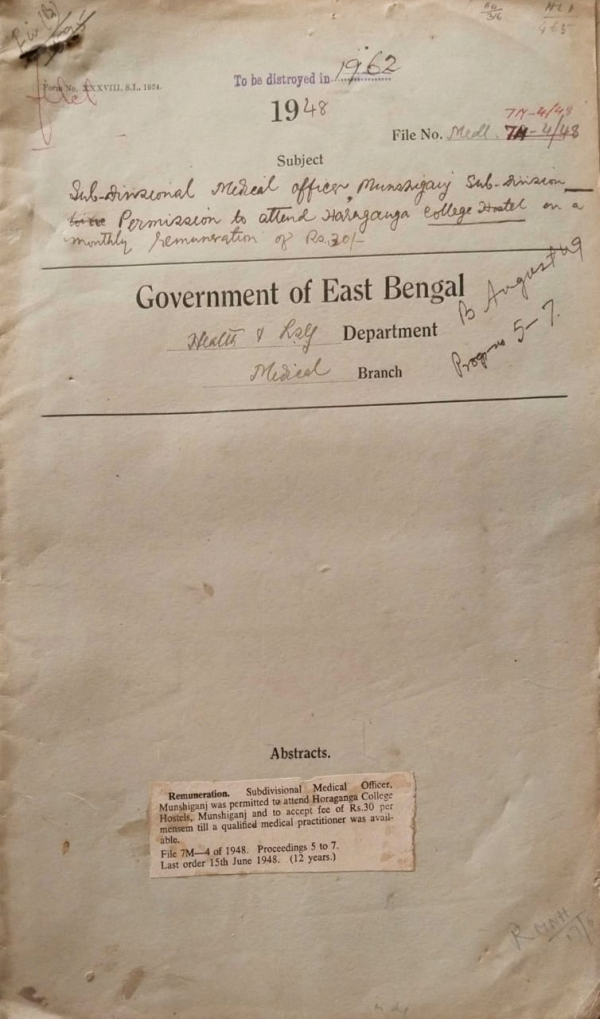 Form No. XXXVIII, S.I., 1924.
To be distroyed in 1962
1948
7M-4/48
File No. Medl. 7M-4/48
Subject
Sub-divisional Medical officer, Munshiganj Sub-division
Permission to attend Haraganga College Hostel on a
monthly remuneration of Rs. 30/-
Government of East Bengal
Health & Department
B August 49
Medical Branch
Progs no 5-7.
Abstracts.
Remuneration. Subdivisional Medical Officer,
Munshiganj was permitted to attend Horaganga College
Hostels, Munshiganj and to accept fee of Rs.30 per
mensem till a qualified medical practitioner was avail-
able.
File 7M—4 of 1948. Proceedings 5 to 7.
Last order 15th June 1948. (12 years.)